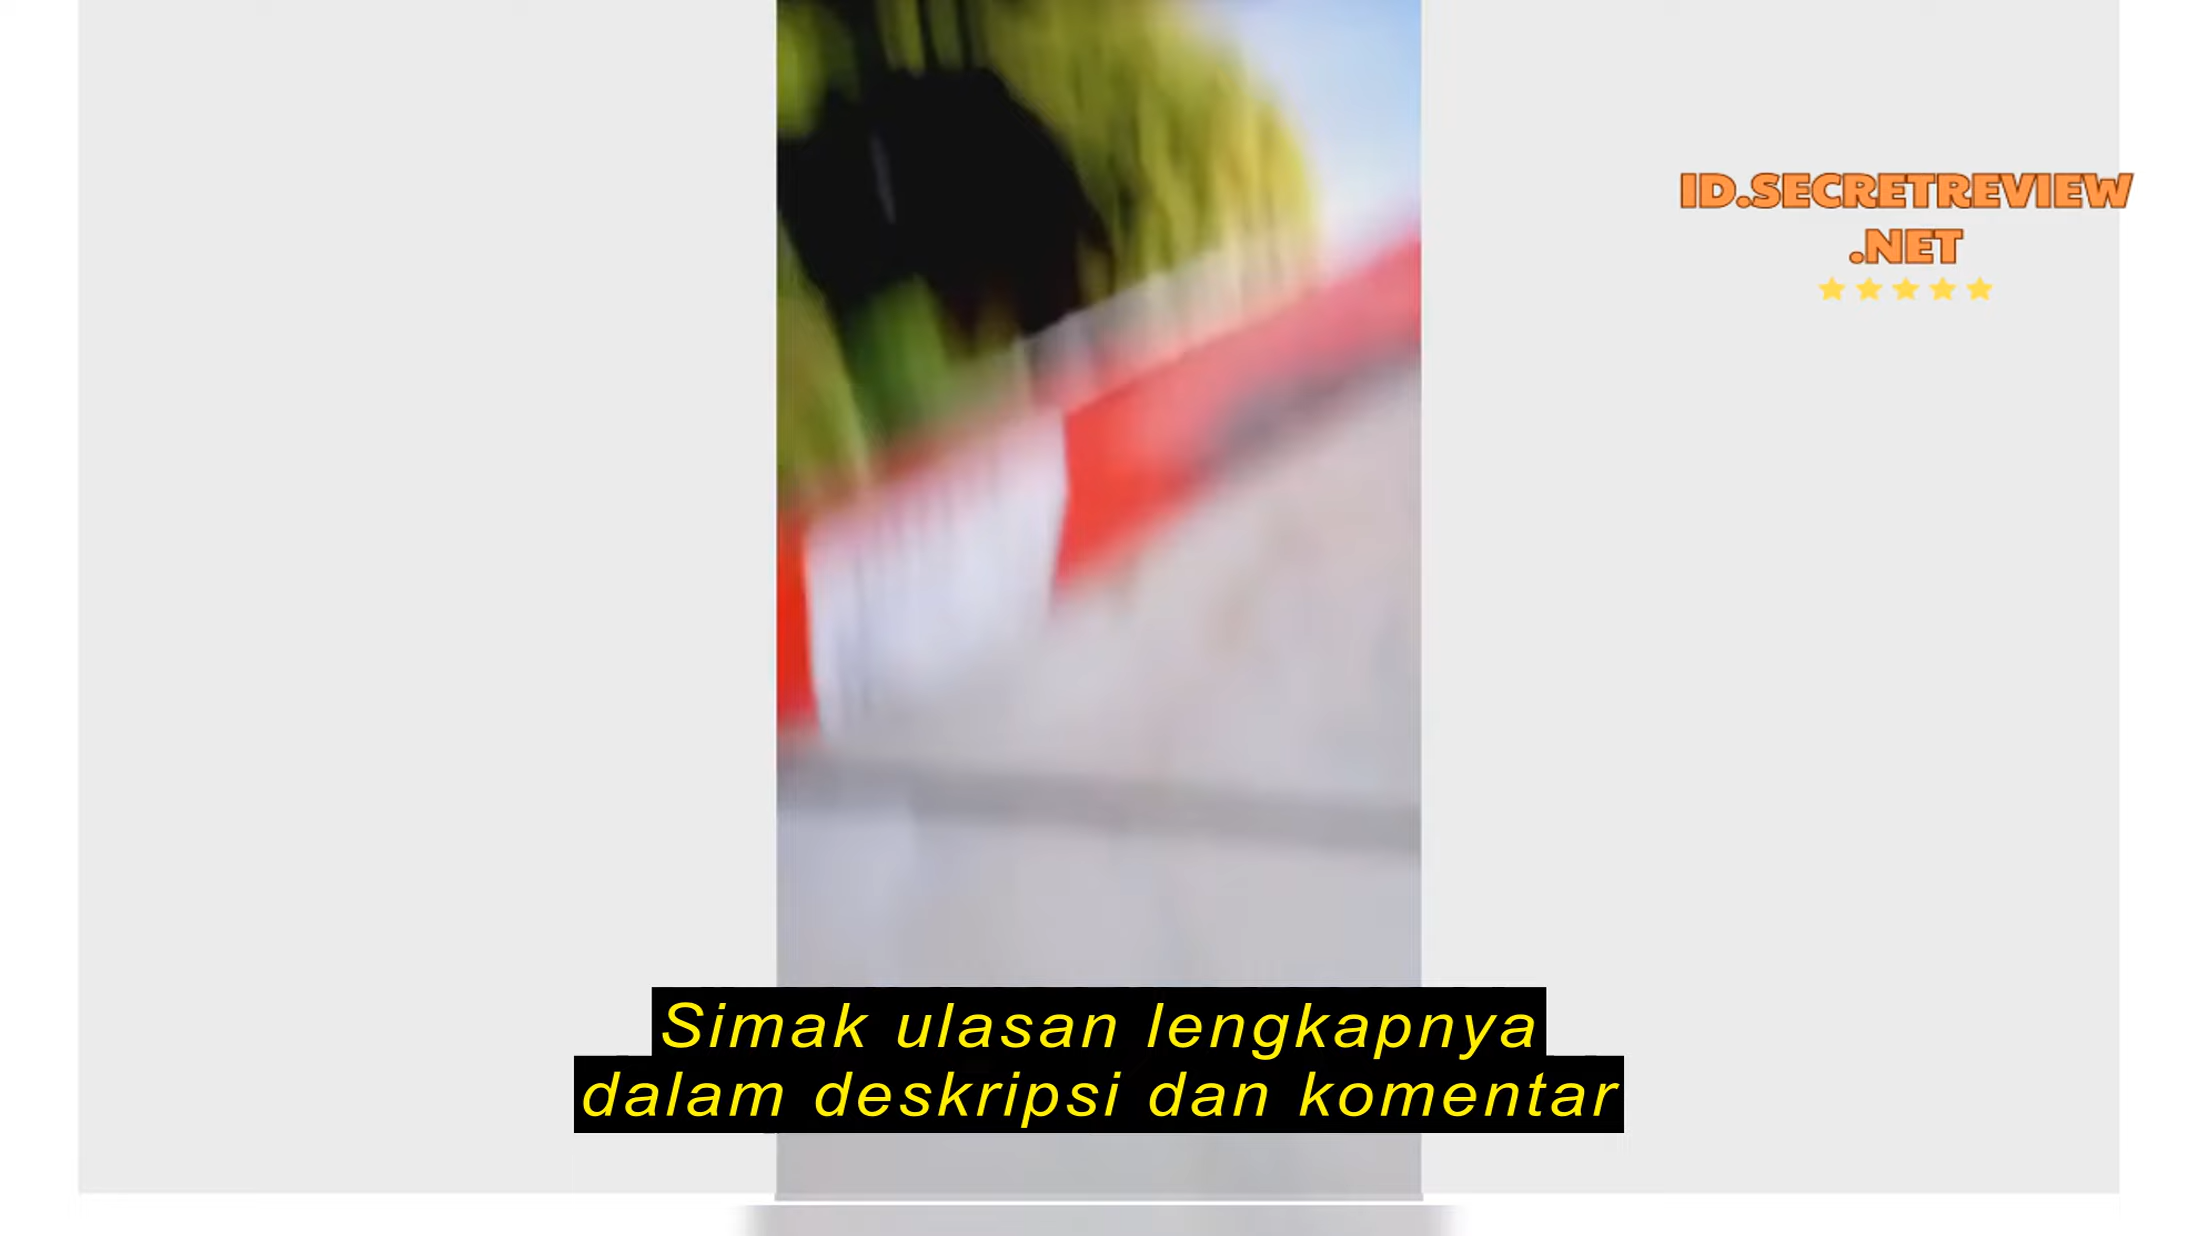 ID.SECRETREVIEW
.NET
Simak ulasan lengkapnya
dalam deskripsi dan komentar